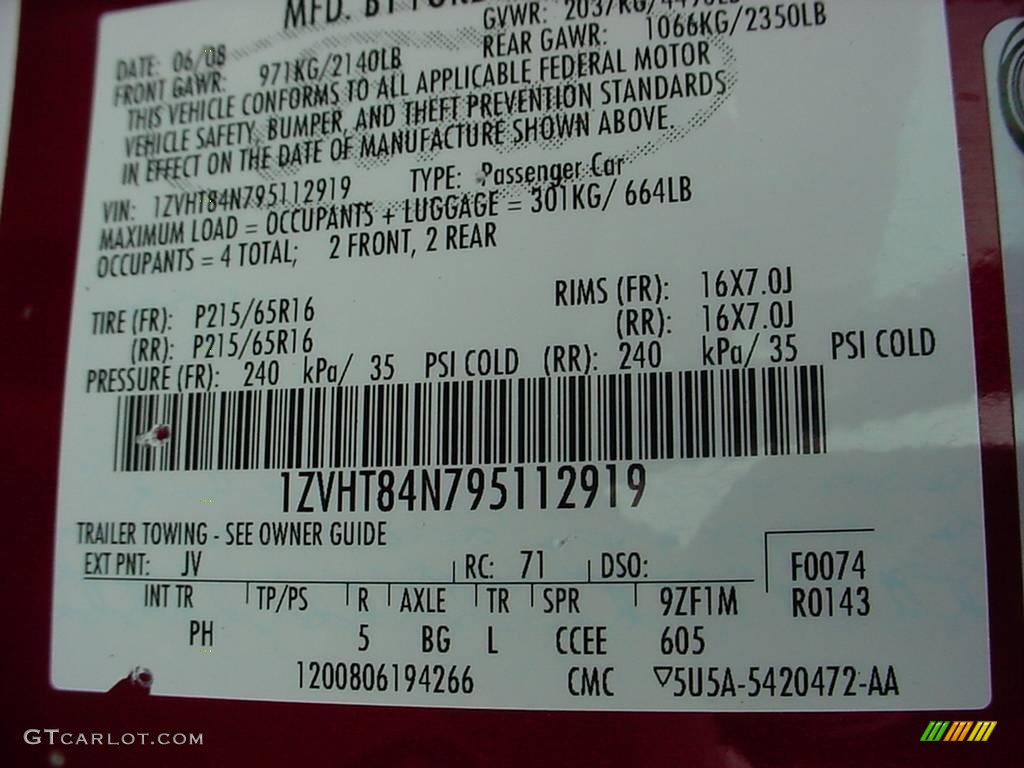 MFD. BY FORD
GVWR: 2037KG/4490LB
DATE: 06/08
FRONT GAWR: 971KG/2140LB REAR GAWR: 1066KG/2350LB
THIS VEHICLE CONFORMS TO ALL APPLICABLE FEDERAL MOTOR
VEHICLE SAFETY, BUMPER, AND THEFT PREVENTION STANDARDS
IN EFFECT ON THE DATE OF MANUFACTURE SHOWN ABOVE.
VIN: 1ZVHT84N795112919 TYPE: Passenger Car
MAXIMUM LOAD = OCCUPANTS + LUGGAGE = 301KG/ 664LB
OCCUPANTS = 4 TOTAL; 2 FRONT, 2 REAR
TIRE (FR): P215/65R16 RIMS (FR): 16X7.0J
(RR): P215/65R16 (RR): 16X7.0J
PRESSURE (FR): 240 kPa/ 35 PSI COLD (RR): 240 kPa/ 35 PSI COLD
1ZVHT84N795112919
TRAILER TOWING - SEE OWNER GUIDE
EXT PNT: JV RC: 71 DSO: F0074
INT TR TP/PS R AXLE TR SPR 9ZF1M R0143
PH 5 BG L CCEE 605
1200806194266 CMC ▽5U5A-5420472-AA
GTCARLOT.COM